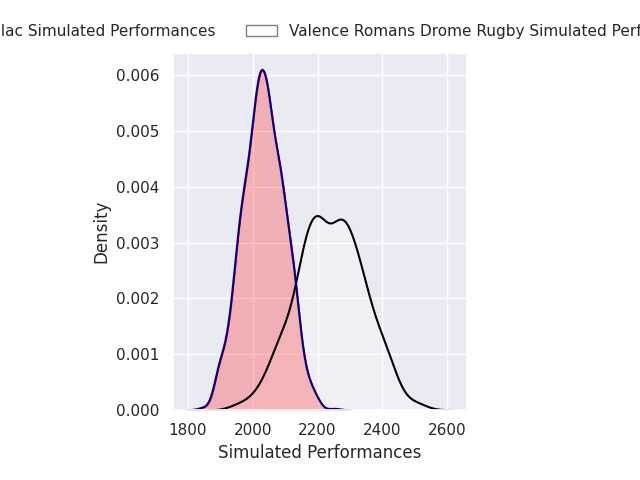 lac Simulated Performances Valence Romans Drome Rugby Simulated Perf
0.006
0.005
0.004
0.003
0.002
0.001
0.000
Density
1800 2000 2200 2400 2600
Simulated Performances